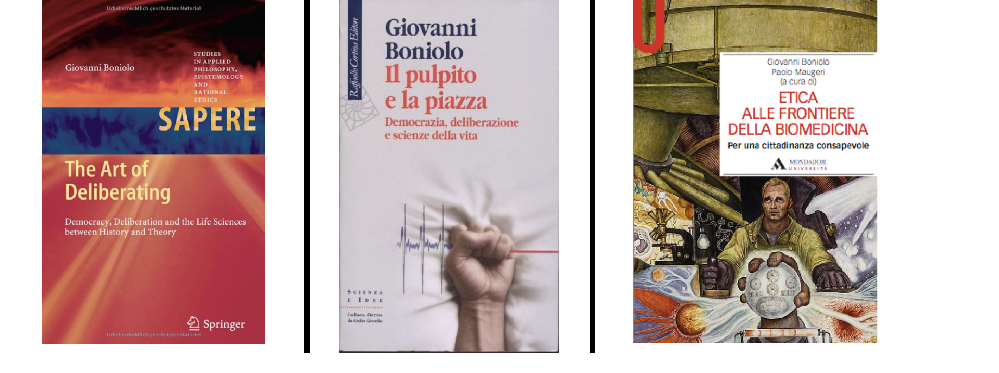 Urheberrechtlich geschütztes Material
Giovanni Boniolo
STUDIES
IN APPLIED
PHILOSOPHY,
EPISTEMOLOGY
AND
RATIONAL
ETHICS
SAPERE
The Art of
Deliberating
Democracy, Deliberation and the Life Sciences
between History and Theory
Springer
Urheberrechtlich geschütztes Material
Raffaello Cortina Editore
Giovanni
Boniolo
Il pulpito
e la piazza
Democrazia, deliberazione
e scienze della vita
SCIENZA
E IDEE
Collana diretta
da Giulio Giorello
Giovanni Boniolo
Paolo Maugeri
(a cura di)
ETICA
ALLE FRONTIERE
DELLA BIOMEDICINA
Per una cittadinanza consapevole
MONDADORI
UNIVERSITÀ